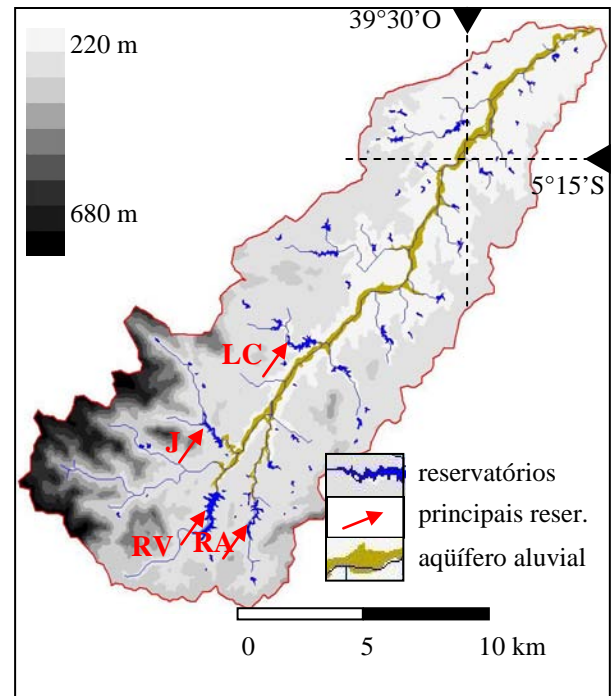 39°30’O
220 m
680 m
5°15’S
LC
J
RV
RA
reservatórios
principais reser.
aqüífero aluvial
0 5 10 km